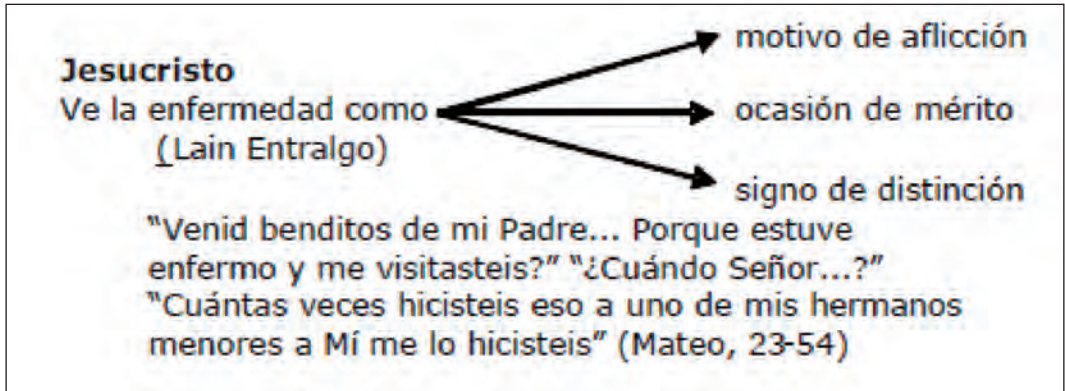 motivo de aflicción
Jesucristo
Ve la enfermedad como
ocasión de mérito
(Lain Entralgo)
signo de distinción
“Venid benditos de mi Padre... Porque estuve
enfermo y me visitasteis?” “¿Cuándo Señor...?”
“Cuántas veces hicisteis eso a uno de mis hermanos
menores a Mí me lo hicisteis” (Mateo, 23-54)